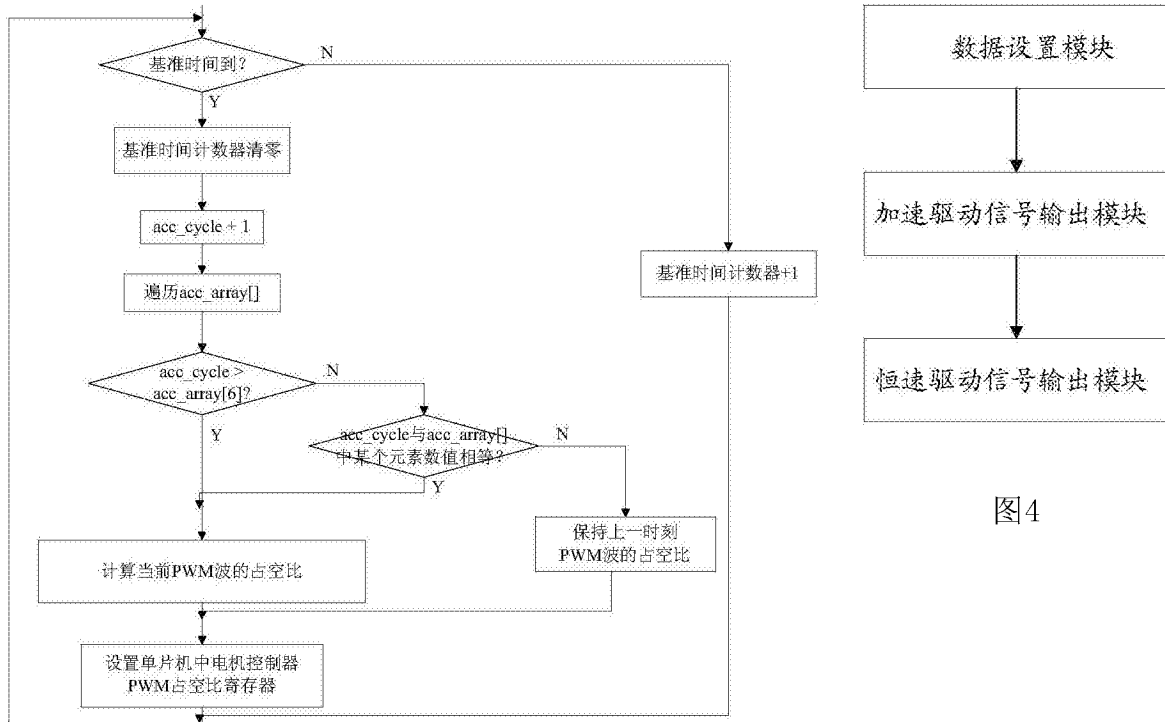 基准时间到?
N
Y
基准时间计数器清零
acc_cycle + 1
遍历acc_array[]
基准时间计数器+1
acc_cycle >
acc_array[6]?
N
Y
acc_cycle与acc_array[]
中某个元素数值相等?
N
Y
保持上一时刻
PWM波的占空比
计算当前PWM波的占空比
设置单片机中电机控制器
PWM占空比寄存器
数据设置模块
加速驱动信号输出模块
恒速驱动信号输出模块
图4